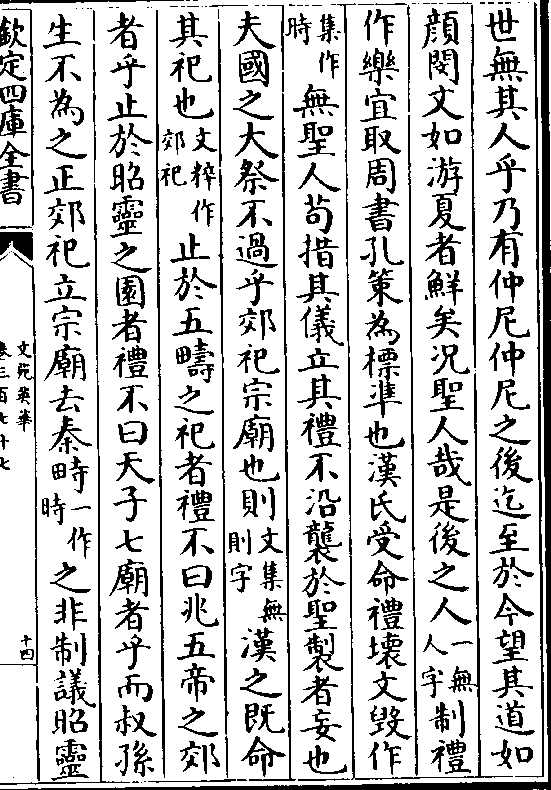 世無其人乎乃有仲尼仲尼之後迄至於今望其道如
顔閔文如游夏者鮮矣况聖人哉是後之人一無人字制禮
作樂宜取周書孔策為標準也漢氏受命禮壞文毀作
集作時無聖人苟措其儀立其禮不沿襲於聖製者妄也
夫國之大祭不過乎郊祀宗廟也則文集無則字漢之既命
其祀也文粹作郊祀止於五疇之祀者禮不曰兆五帝之郊
者乎止於昭靈之園者禮不曰天子七廟者乎而叔孫
生不為之正郊祀立宗廟去秦畤一作時之非制議昭靈
欽定四庫全書
文苑英華
卷三百七十七
十四